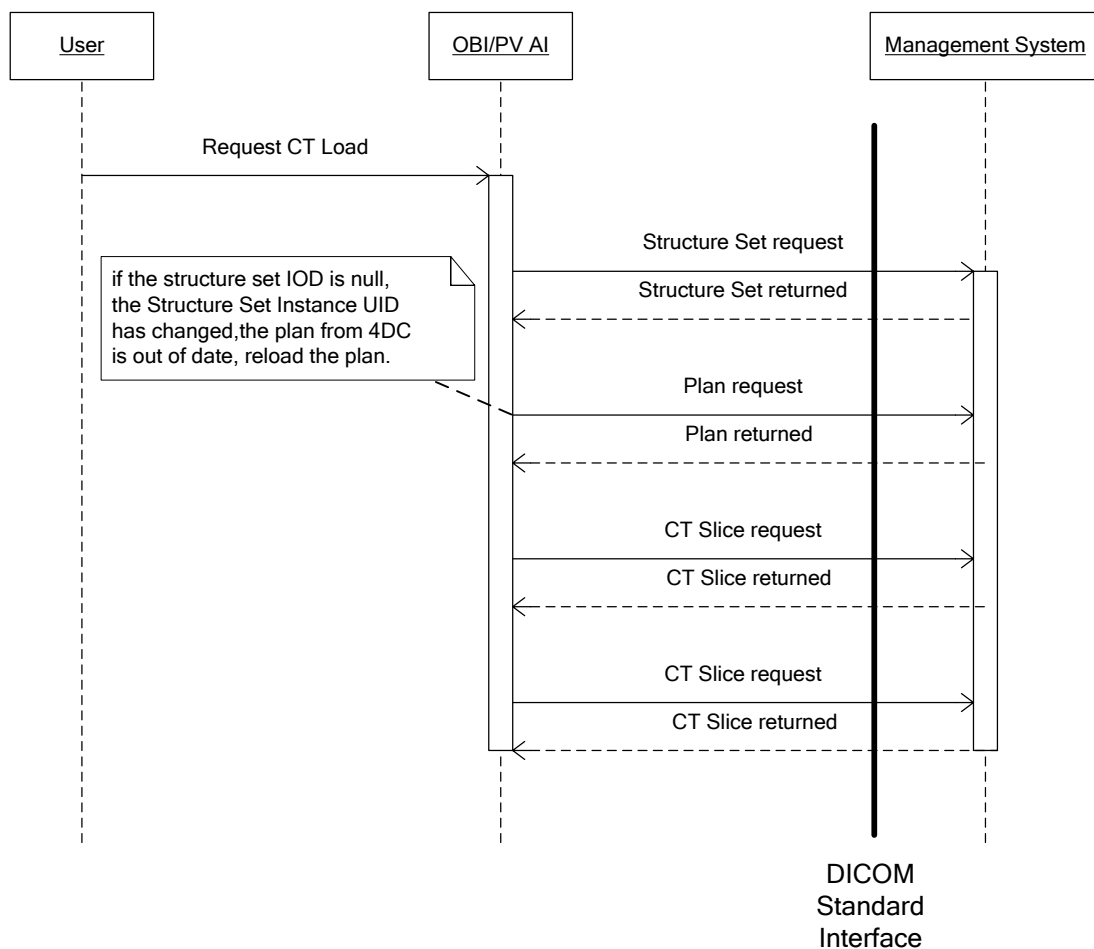 User
OBI/PV AI
Management System
Request CT Load
Structure Set request
if the structure set IOD is null,
the Structure Set Instance UID
has changed,the plan from 4DC
is out of date, reload the plan.
Structure Set returned
Plan request
Plan returned
CT Slice request
CT Slice returned
CT Slice request
CT Slice returned
DICOM
Standard
Interface